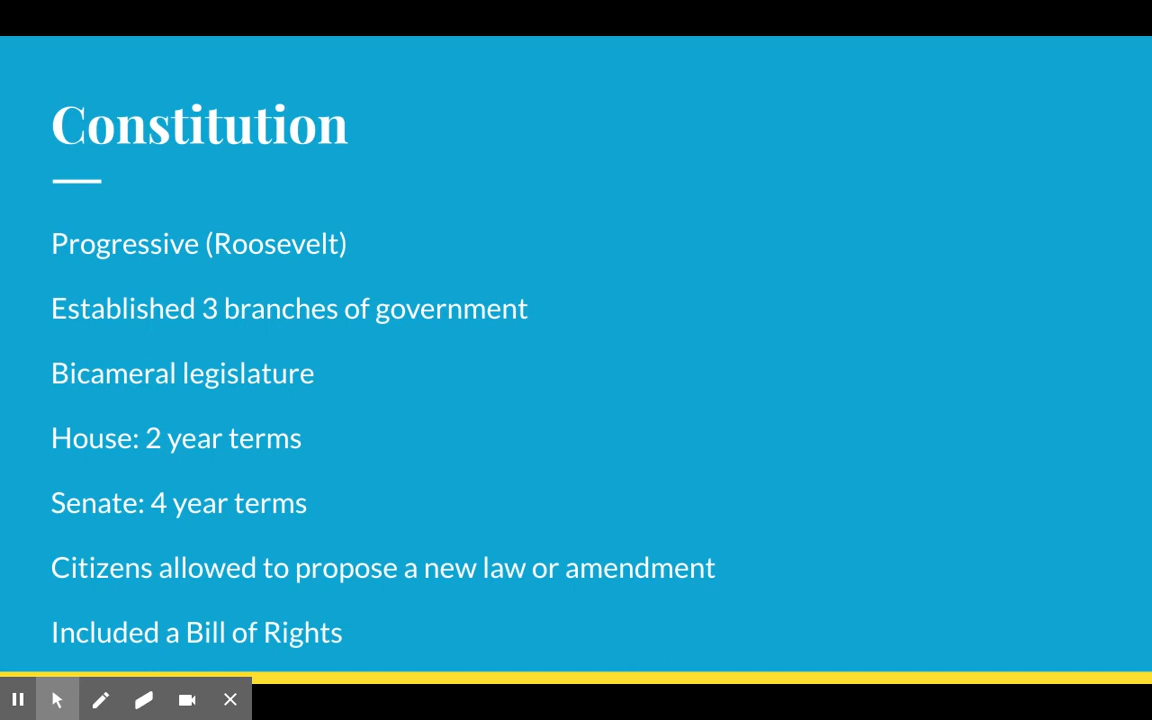 Constitution
Progressive (Roosevelt)
Established 3 branches of government
Bicameral legislature
House: 2 year terms
Senate: 4 year terms
Citizens allowed to propose a new law or amendment
Included a Bill of Rights